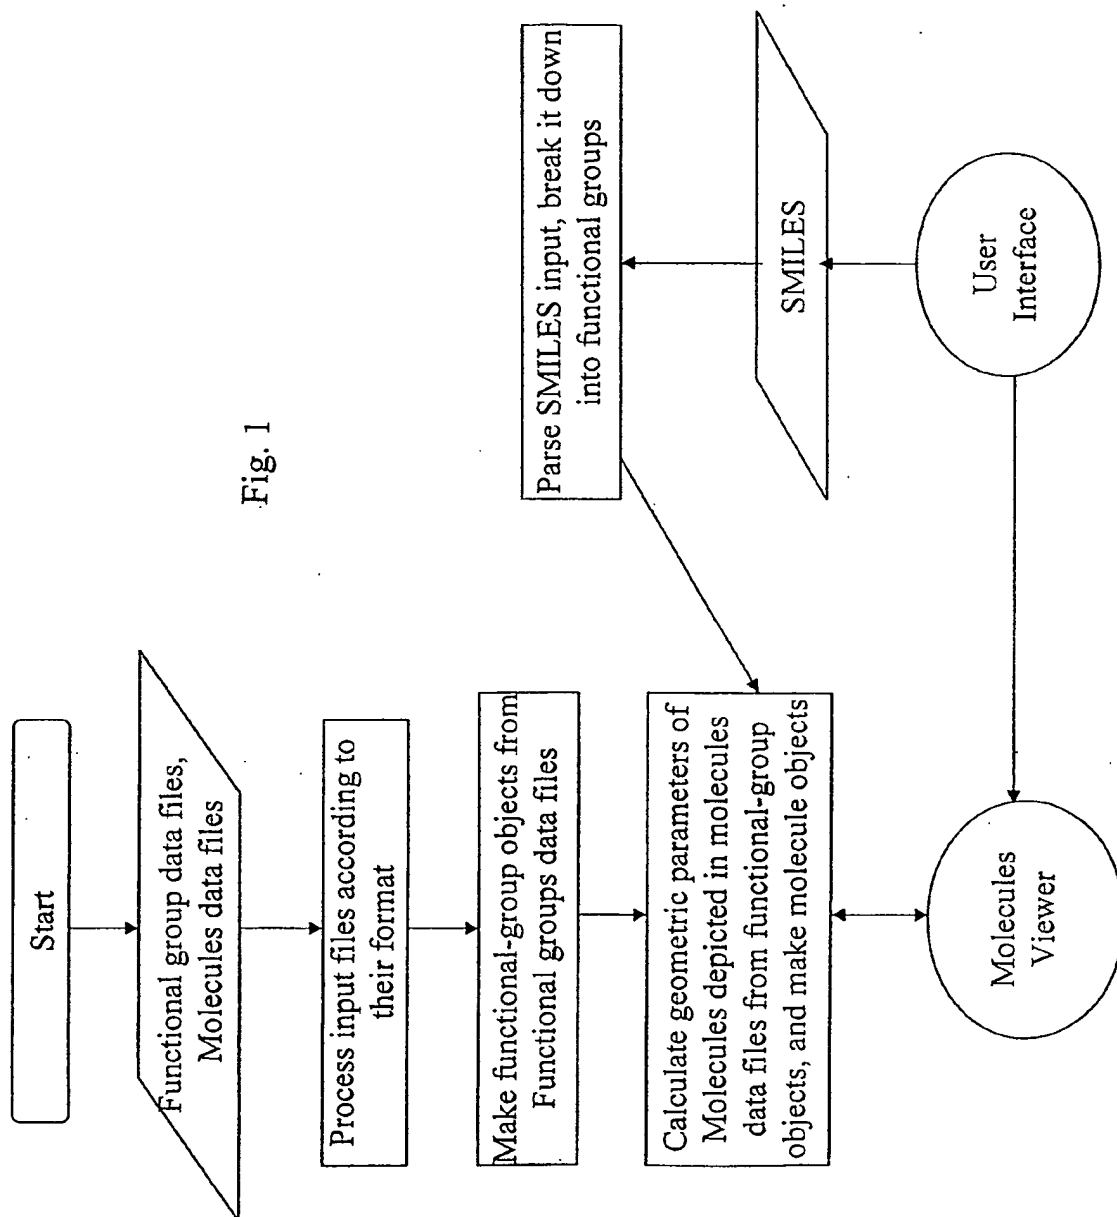 Fig. 1
Start
Functional group data files,
Molecules data files
Process input files according to
their format
Make functional-group objects from
Functional groups data files
Calculate geometric parameters of
Molecules depicted in molecules
data files from functional-group
objects, and make molecule objects
Molecules
Viewer
Parse SMILES input, break it down
into functional groups
SMILES
User
Interface